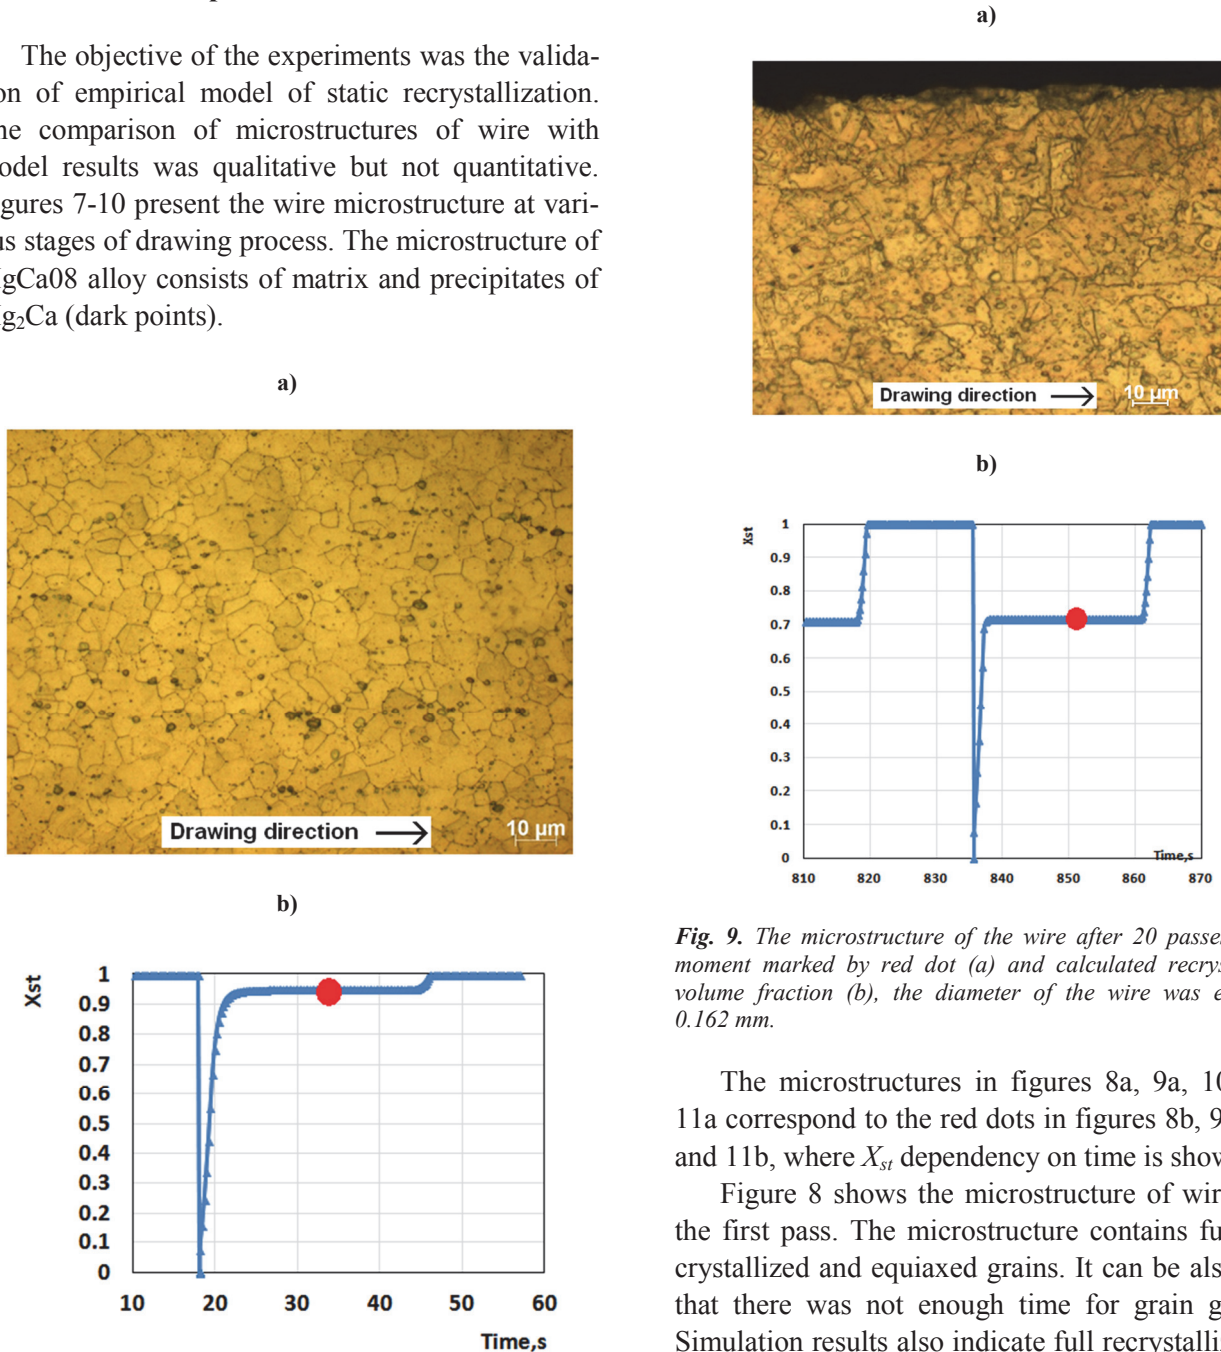 The objective of the experiments was the valida-
on of empirical model of static recrystallization.
he comparison of microstructures of wire with
odel results was qualitative but not quantitative.
gures 7-10 present the wire microstructure at vari-
us stages of drawing process. The microstructure of
gCa08 alloy consists of matrix and precipitates of
g₂Ca (dark points).
a)
Drawing direction
10 µm
b)
Xst
1
0.9
0.8
0.7
0.6
0.5
0.4
0.3
0.2
0.1
0
10 20 30 40 50 60
Time,s
a)
Drawing direction
10 µm
b)
Xst
1
0.9
0.8
0.7
0.6
0.5
0.4
0.3
0.2
0.1
0
Time,s
810 820 830 840 850 860 870
Fig. 9. The microstructure of the wire after 20 passe
moment marked by red dot (a) and calculated recrys
volume fraction (b), the diameter of the wire was e
0.162 mm.
The microstructures in figures 8a, 9a, 10
11a correspond to the red dots in figures 8b, 9
and 11b, where Xst dependency on time is show
Figure 8 shows the microstructure of wir
the first pass. The microstructure contains fu
crystallized and equiaxed grains. It can be als
that there was not enough time for grain g
Simulation results also indicate full recrystalliz